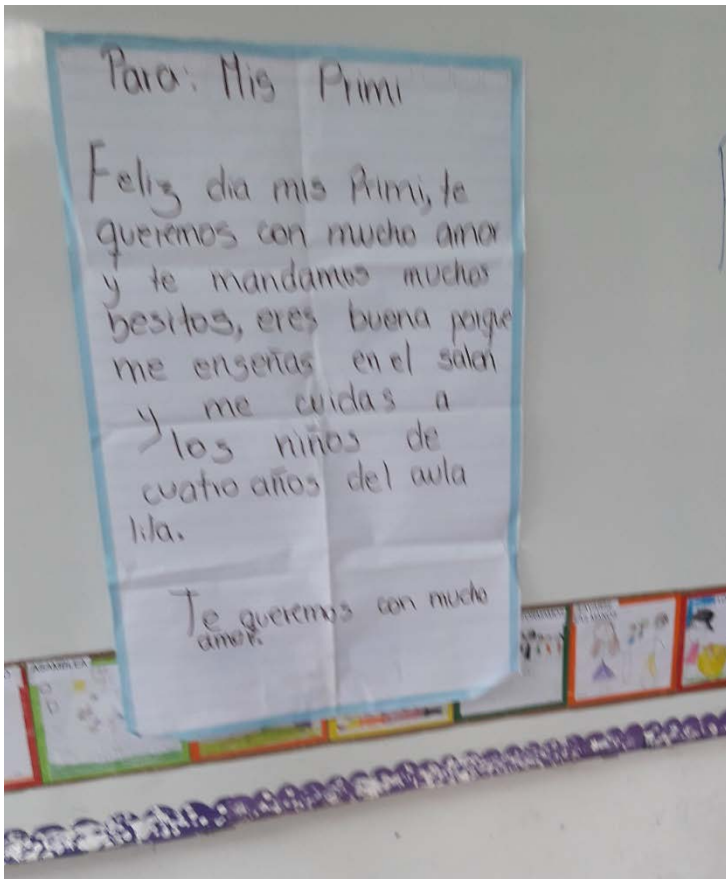 Para: Mis Primi
Feliz dia mis Primi, te
queremos con mucho amor
y te mandamos muchos
besitos, eres buena porque
me enseñas en el salón
y me cuidas a
los niños de
cuatro años del aula
lila.
Te queremos con mucho
amor.
ASAMBLEA